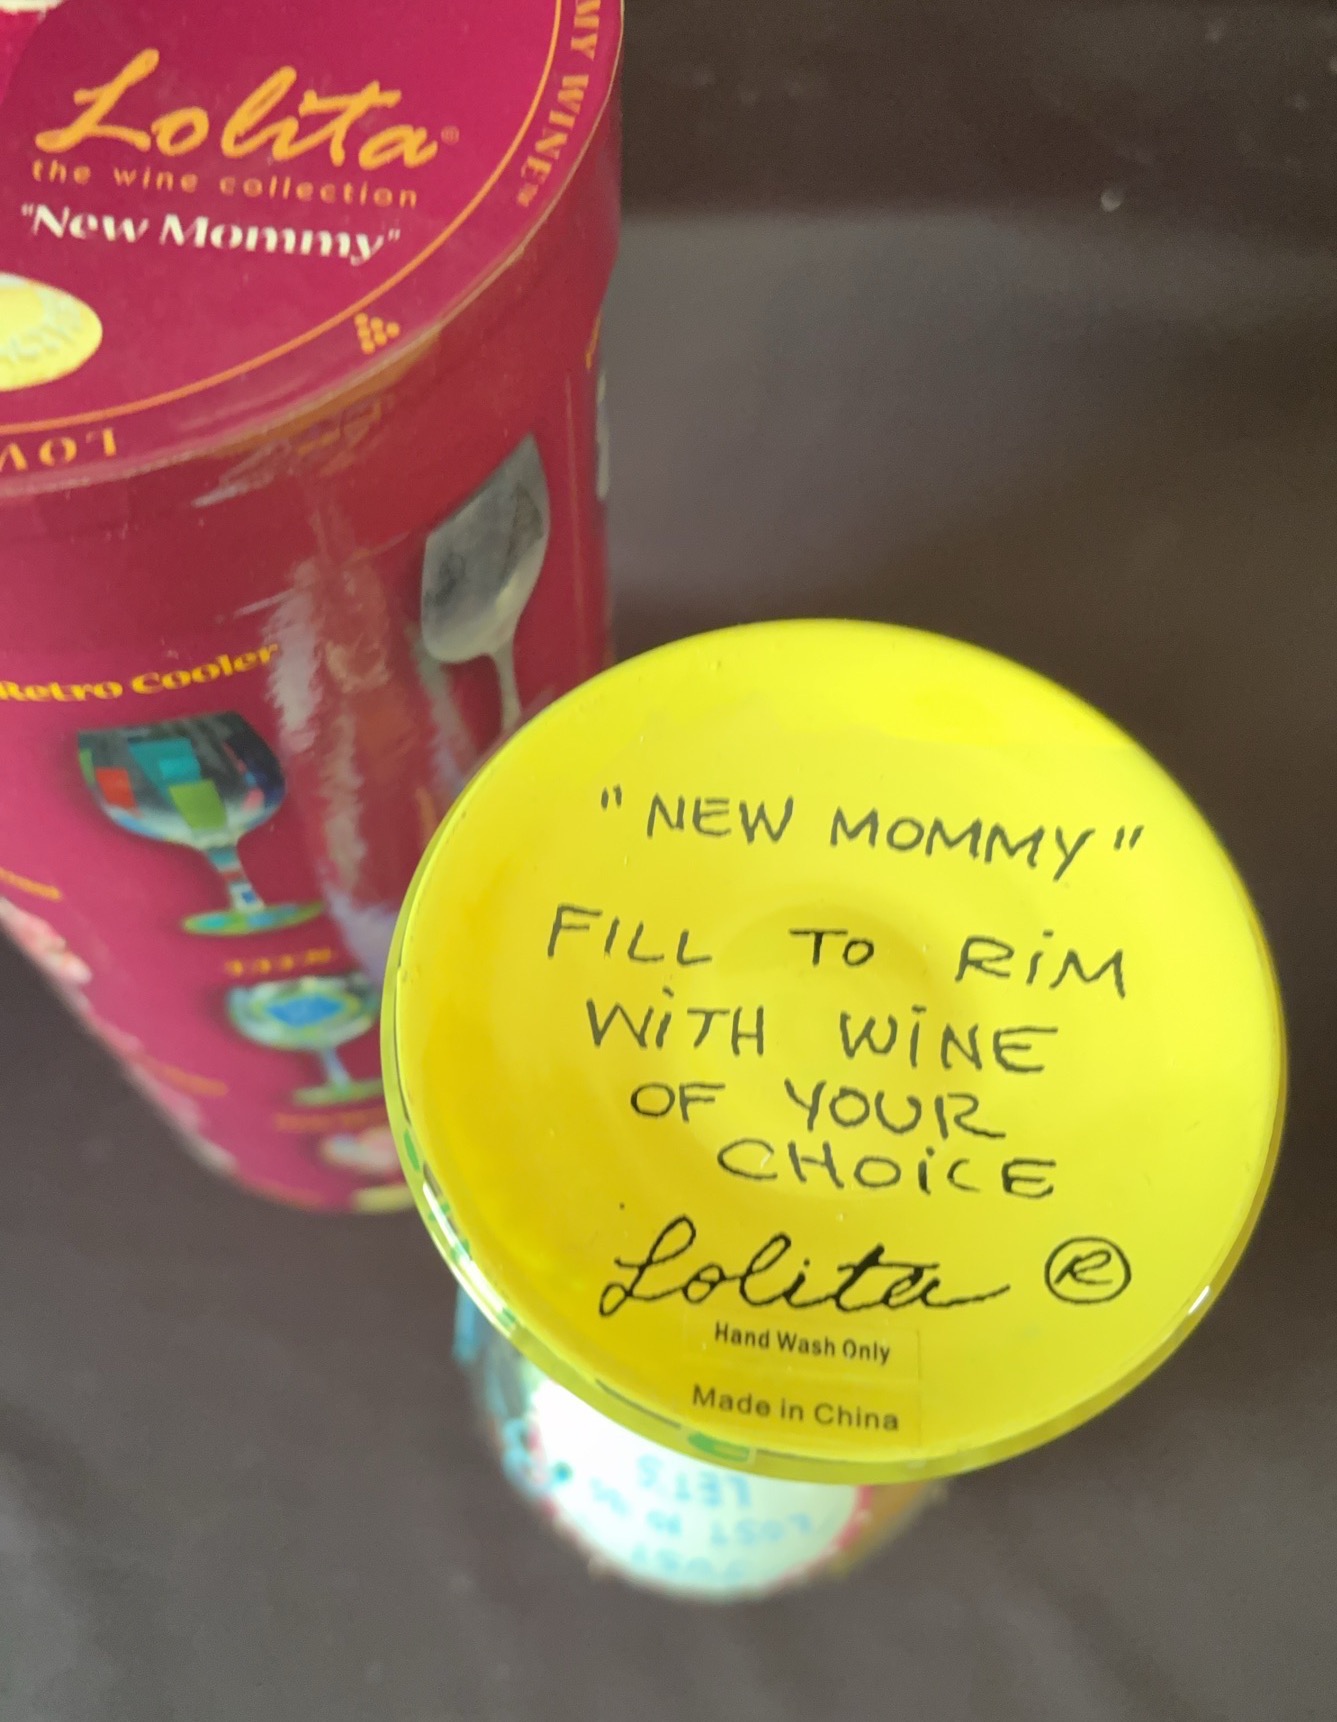 Lolita®
the wine collection
"New Mommy"
MY WINE
LOV
Retro Cooler
"NEW MOMMY"
FILL TO RiM
WiTH WiNE
OF YOUR
CHOiCE
Lolita ®
Hand Wash Only
Made in China
LET'S